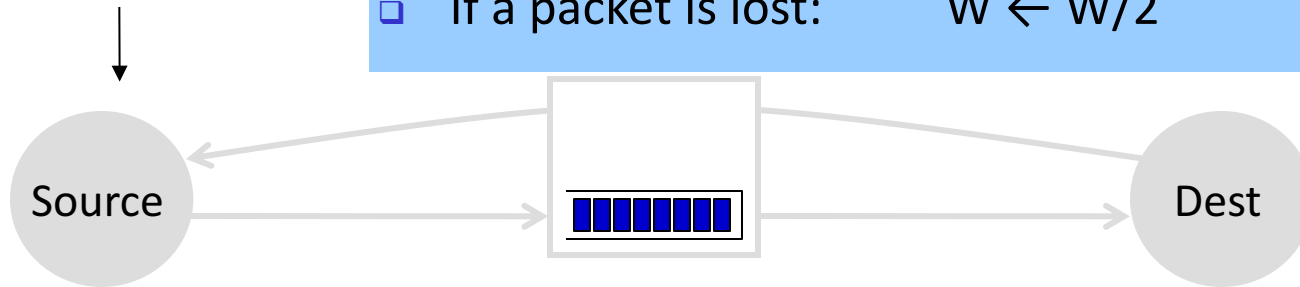 If a packet is lost: W ← W/2
Source
Dest